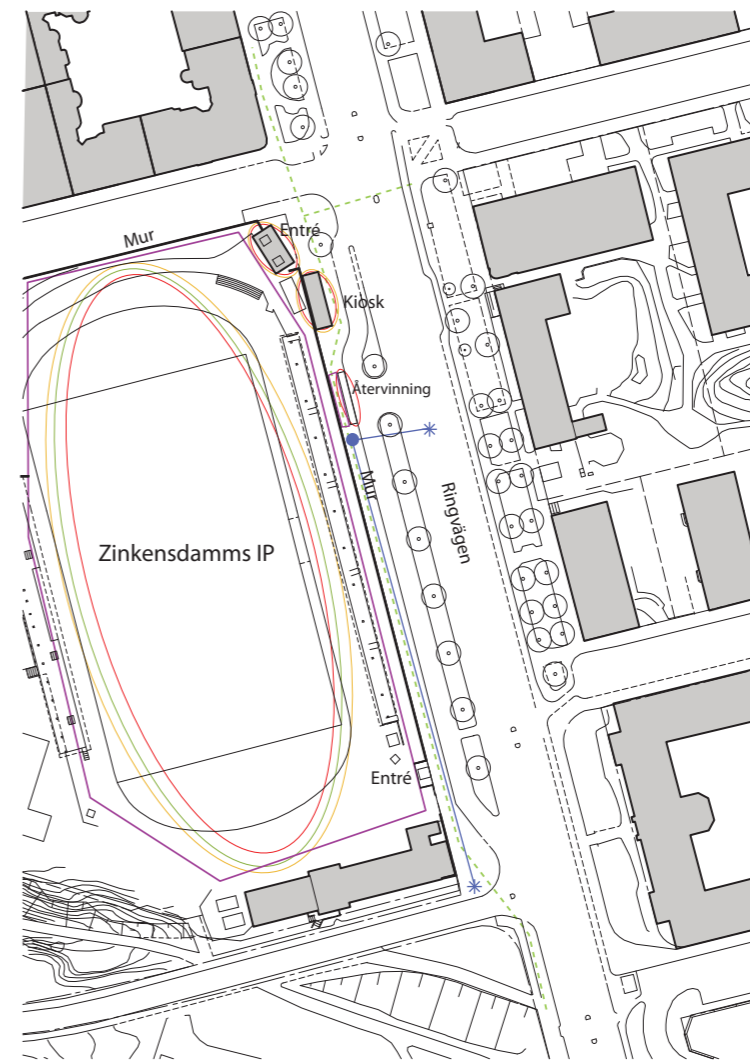 Mur
Entré
Kiosk
Återvinning
Mur
Ringvägen
Zinkensdamms IP
Entré